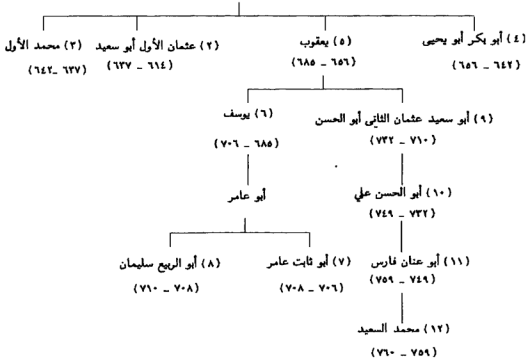 (٤) أبو بكر أبو يحيى (٥) يعقوب (٢) عثمان الأول أبو سعيد (٣) محمد الأول
(٦٤٢ _ ٦٥٦) (٦٥٦ _ ٦٨٥) (٦١٤ _ ٦٣٧) (٦٣٧ _ ٦٤٢)
(٩) أبو سعيد عثمان الثانى أبو الحسن (٦) يوسف
(٧١٠ _ ٧٣٢) (٦٨٥ _ ٧٠٦)
(١٠) أبو الحسن علي أبو عامر
(٧٣٢ _ ٧٤٩)
(١١) أبو عنان فارس (٧) أبو ثابت عامر (٨) أبو الربيع سليمان
(٧٤٩ _ ٧٥٩) (٧٠٦ _ ٧٠٨) (٧٠٨ _ ٧١٠)
(١٢) محمد السعيد
(٧٥٩ _ ٧٦٠)